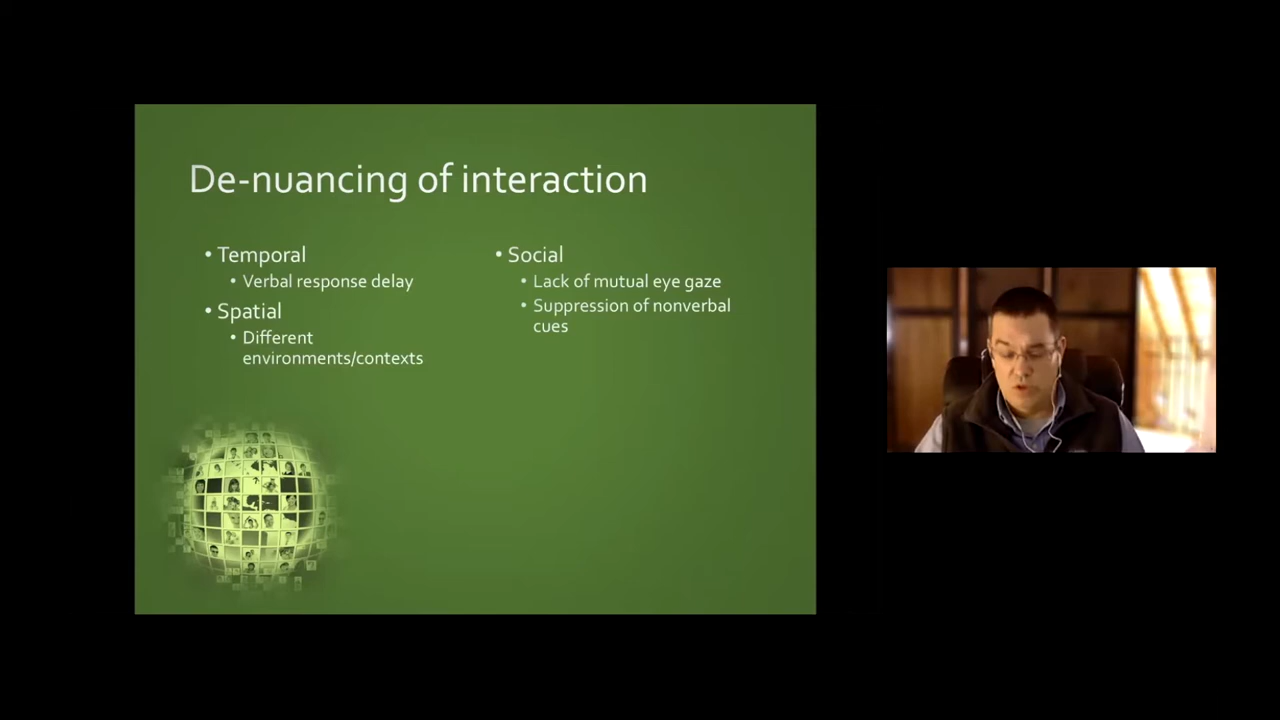 De-nuancing of interaction
• Temporal
• Verbal response delay
• Spatial
• Different
environments/contexts
• Social
• Lack of mutual eye gaze
• Suppression of nonverbal
cues